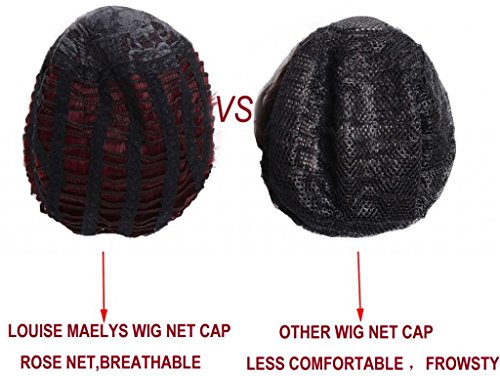 VS
LOUISE MAELYS WIG NET CAP
ROSE NET,BREATHABLE
OTHER WIG NET CAP
LESS COMFORTABLE， FROWSTY